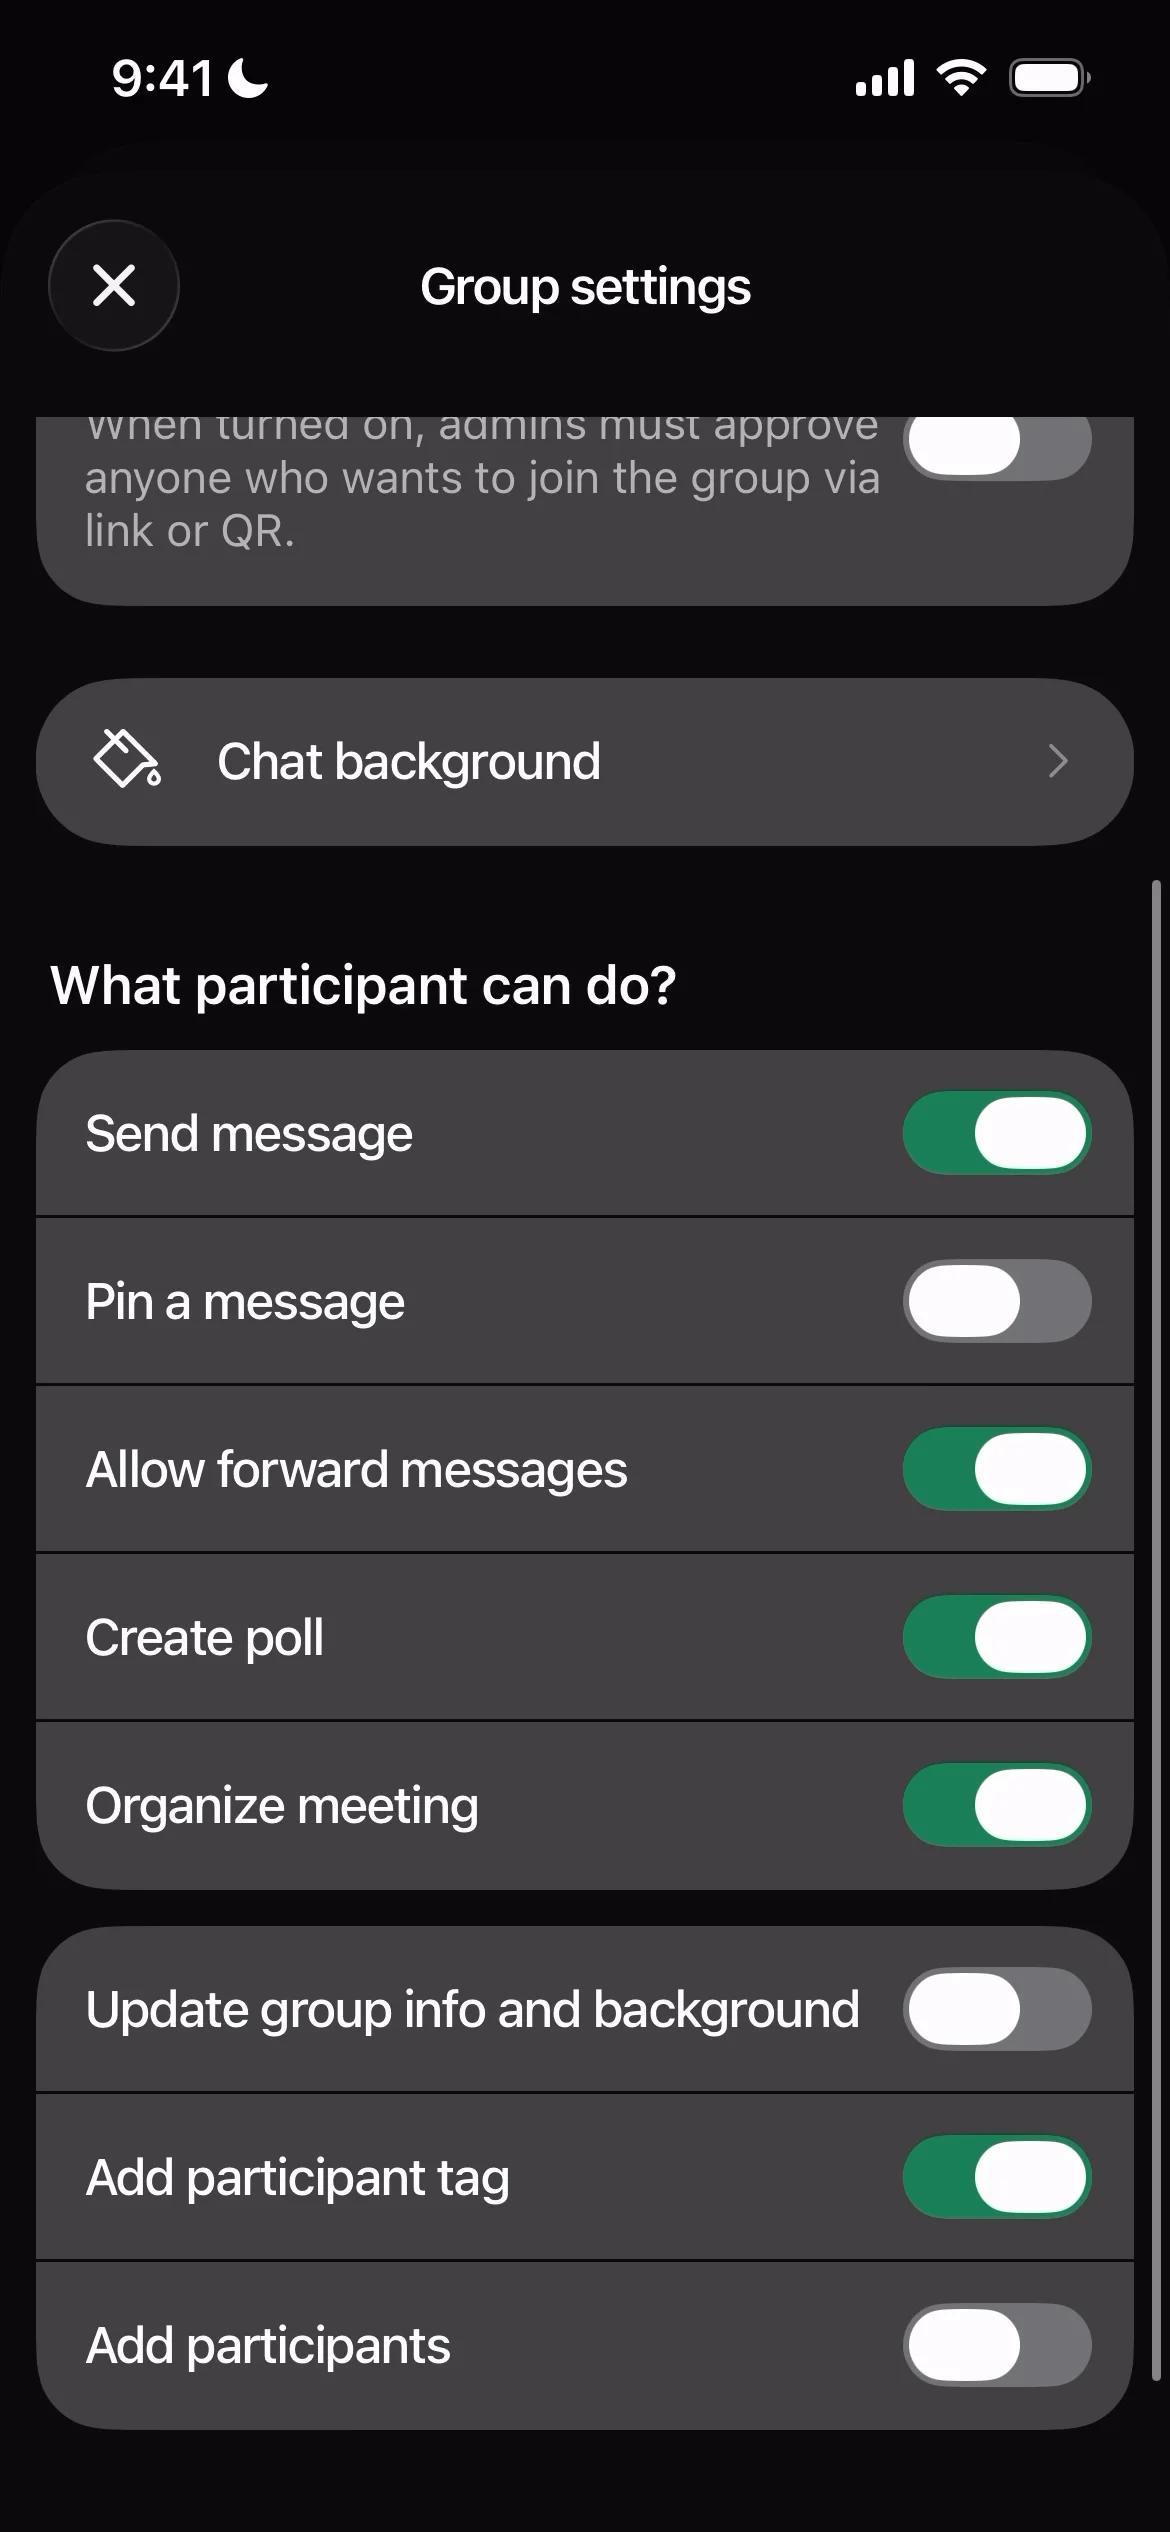 9:41
Group settings
When turned on, admins must approve
anyone who wants to join the group via
link or QR.
Chat background
What participant can do?
Send message
Pin a message
Allow forward messages
Create poll
Organize meeting
Update group info and background
Add participant tag
Add participants